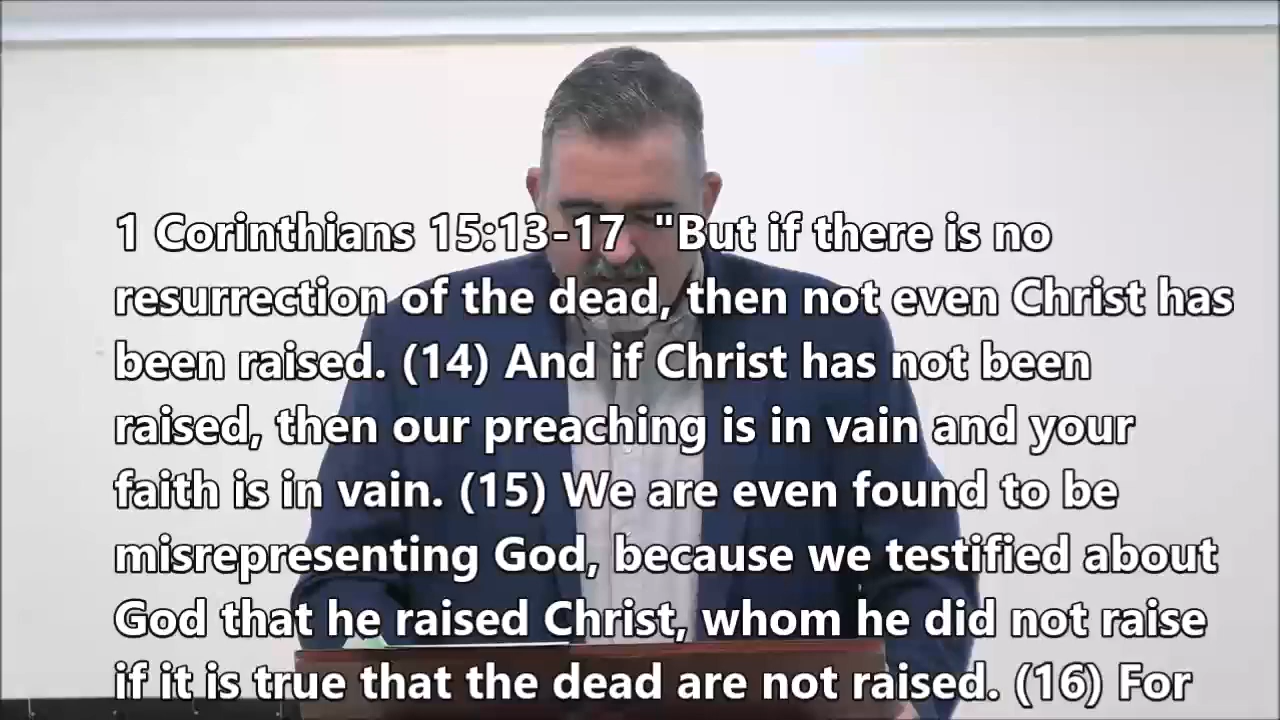 1 Corinthians 15:13-17  "But if there is no
resurrection of the dead, then not even Christ has
been raised. (14) And if Christ has not been
raised, then our preaching is in vain and your
faith is in vain. (15) We are even found to be
misrepresenting God, because we testified about
God that he raised Christ, whom he did not raise
if it is true that the dead are not raised. (16) For